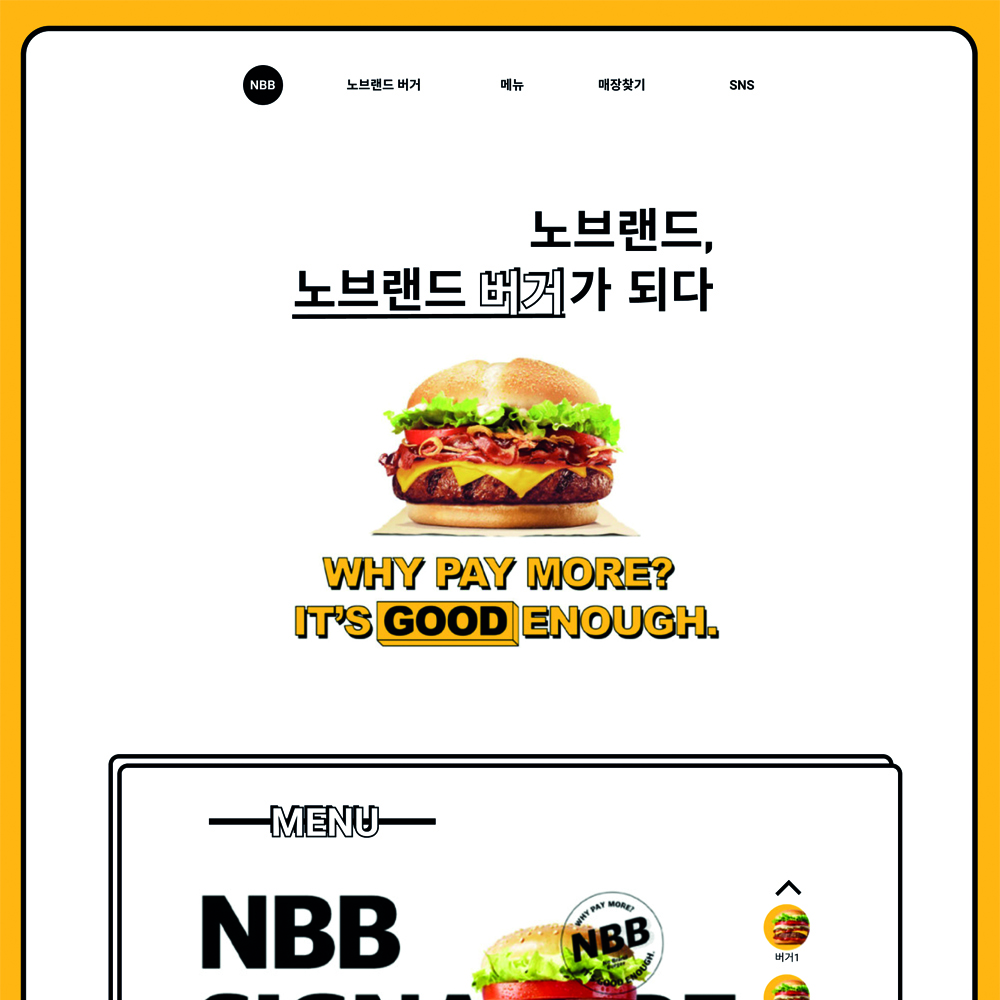 NBB 노브랜드 버거 메뉴 매장찾기 SNS
노브랜드,
노브랜드 버거가 되다
WHY PAY MORE?
IT'S GOOD ENOUGH.
MENU
NBB
WHY PAY MORE?
NBB
GOOD ENOUGH.
버거1